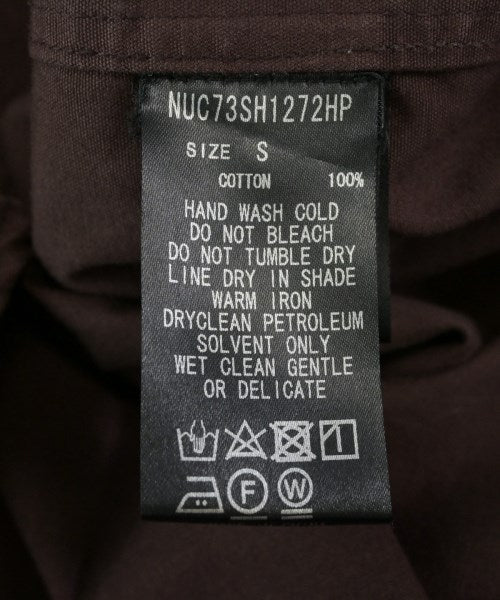 NUC73SH1272HP
SIZE S
COTTON 100%
HAND WASH COLD
DO NOT BLEACH
DO NOT TUMBLE DRY
LINE DRY IN SHADE
WARM IRON
DRYCLEAN PETROLEUM
SOLVENT ONLY
WET CLEAN GENTLE
OR DELICATE
F W